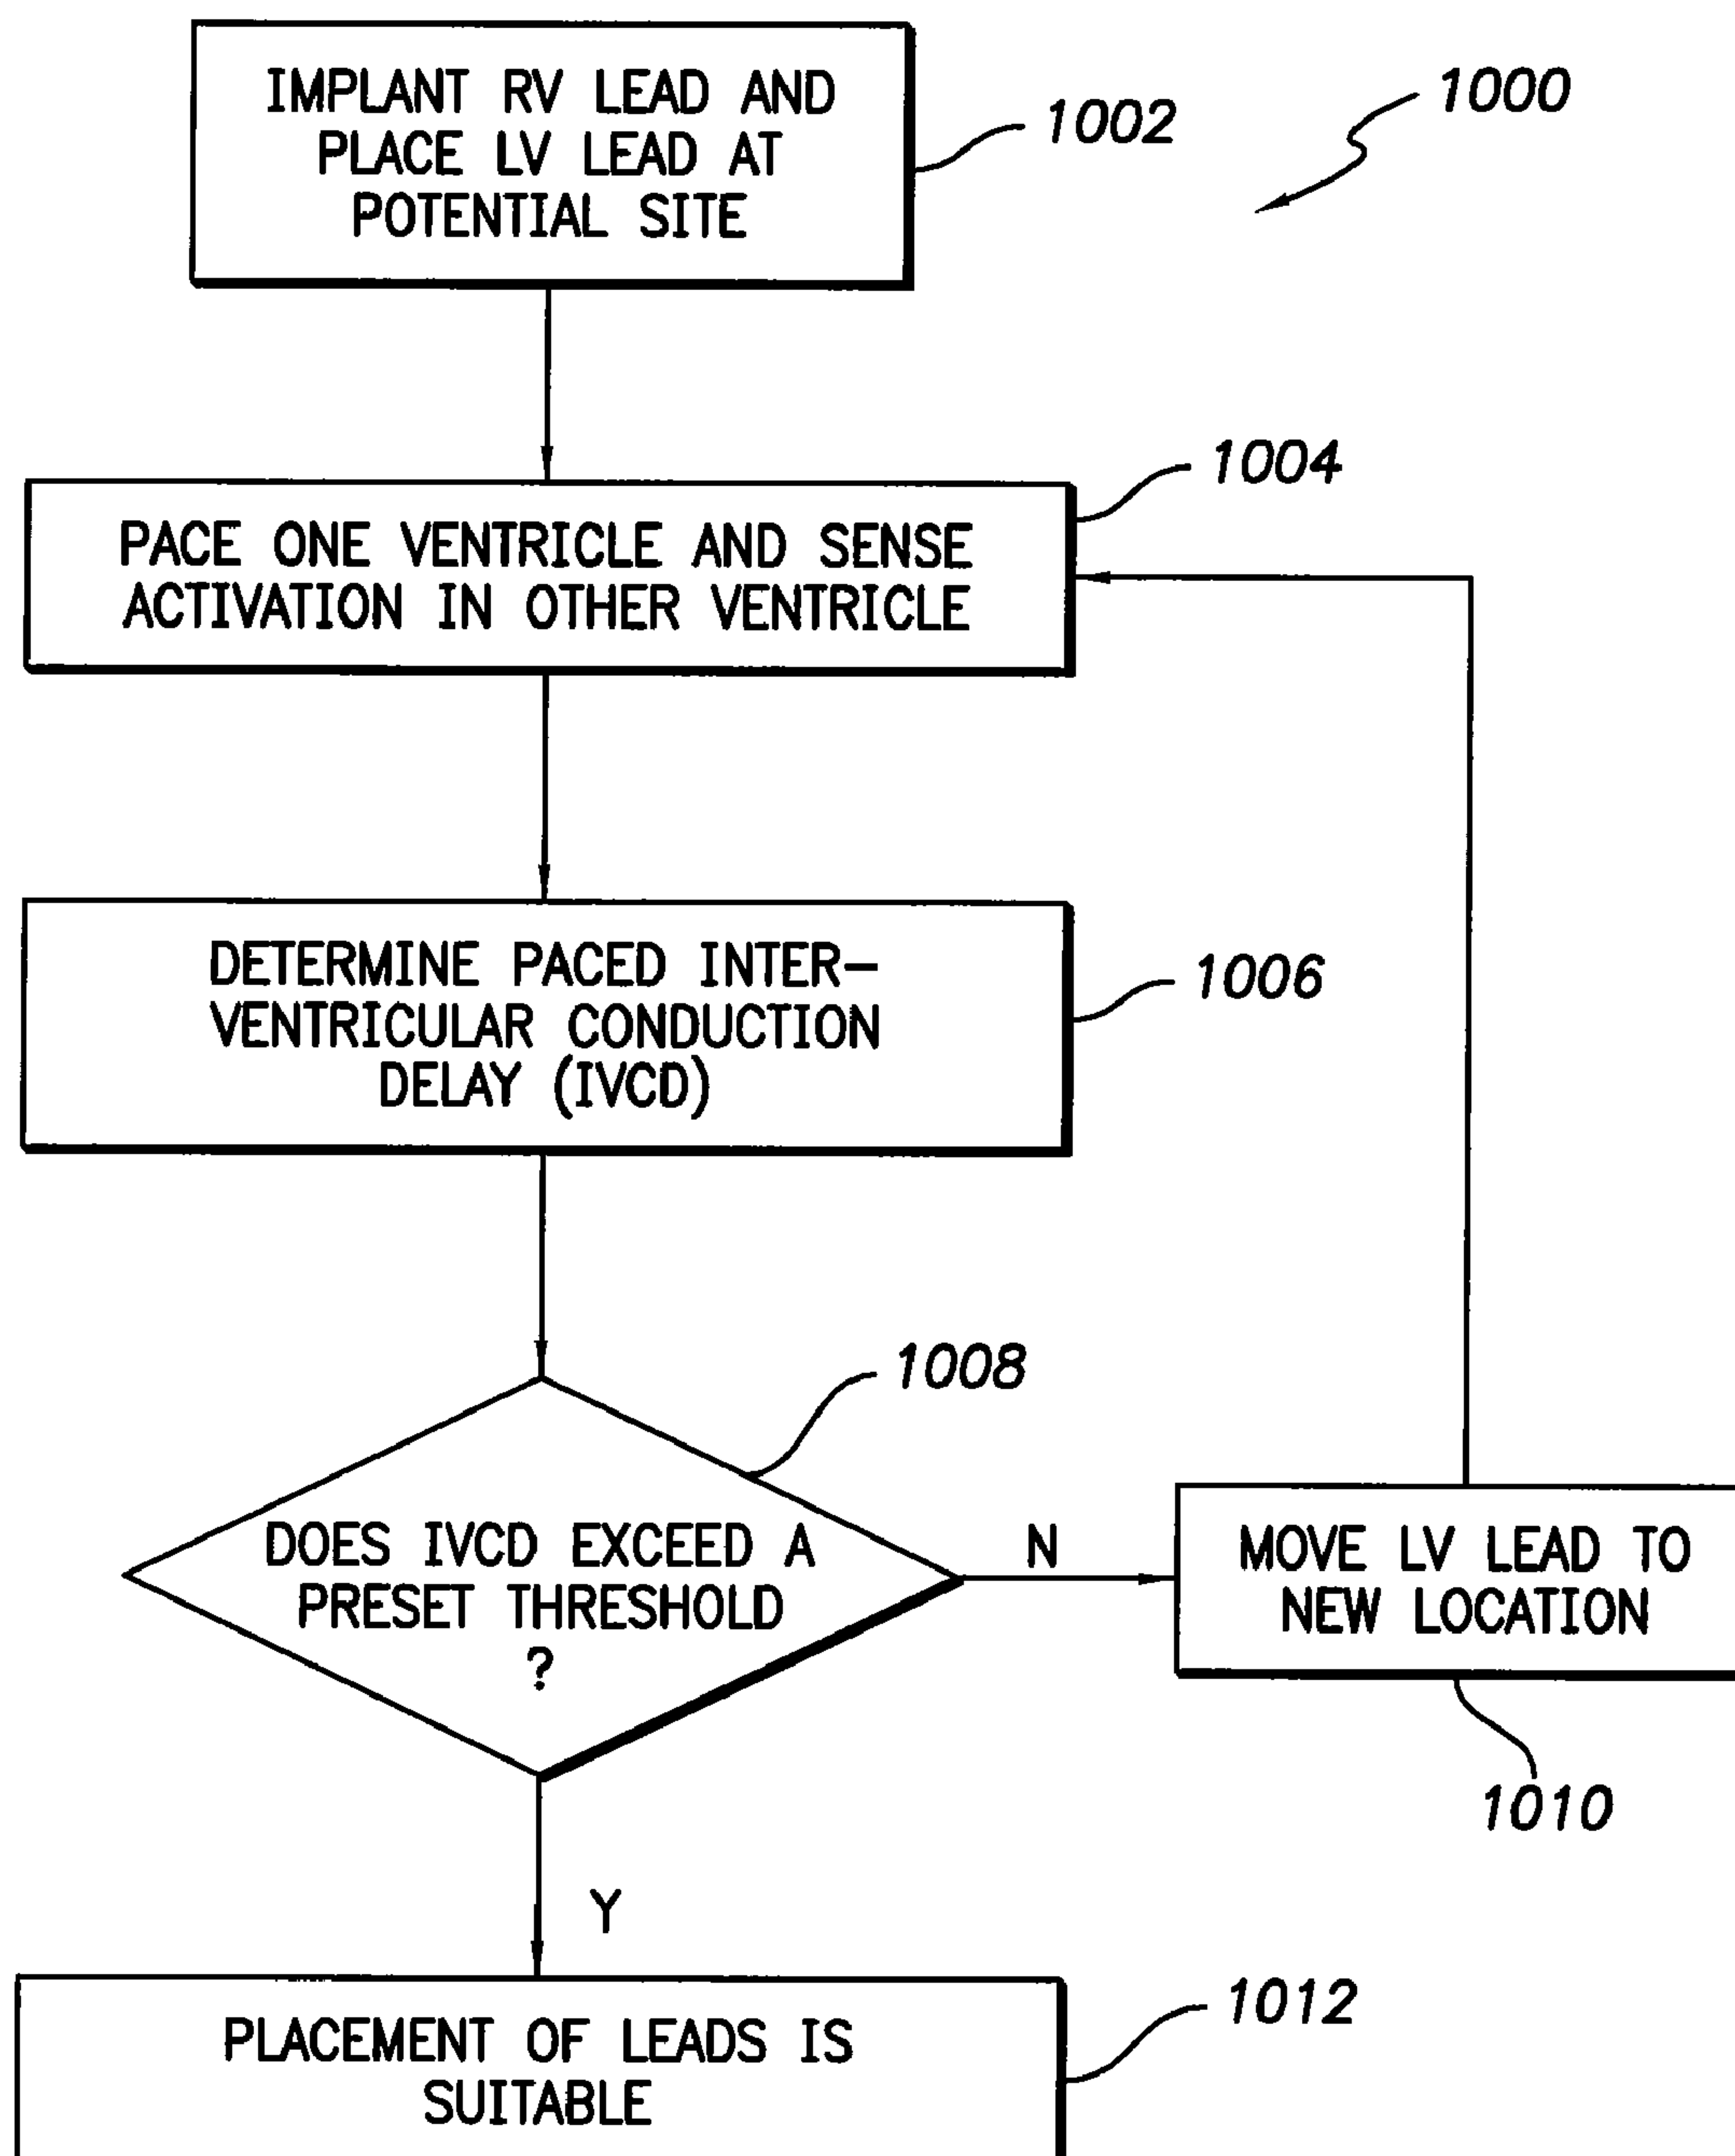 IMPLANT RV LEAD AND
PLACE LV LEAD AT
POTENTIAL SITE
1002
1000
PACE ONE VENTRICLE AND SENSE
ACTIVATION IN OTHER VENTRICLE
1004
DETERMINE PACED INTER-
VENTRICULAR CONDUCTION
DELAY (IVCD)
1006
DOES IVCD EXCEED A
PRESET THRESHOLD
?
1008
N
MOVE LV LEAD TO
NEW LOCATION
1010
Y
PLACEMENT OF LEADS IS
SUITABLE
1012